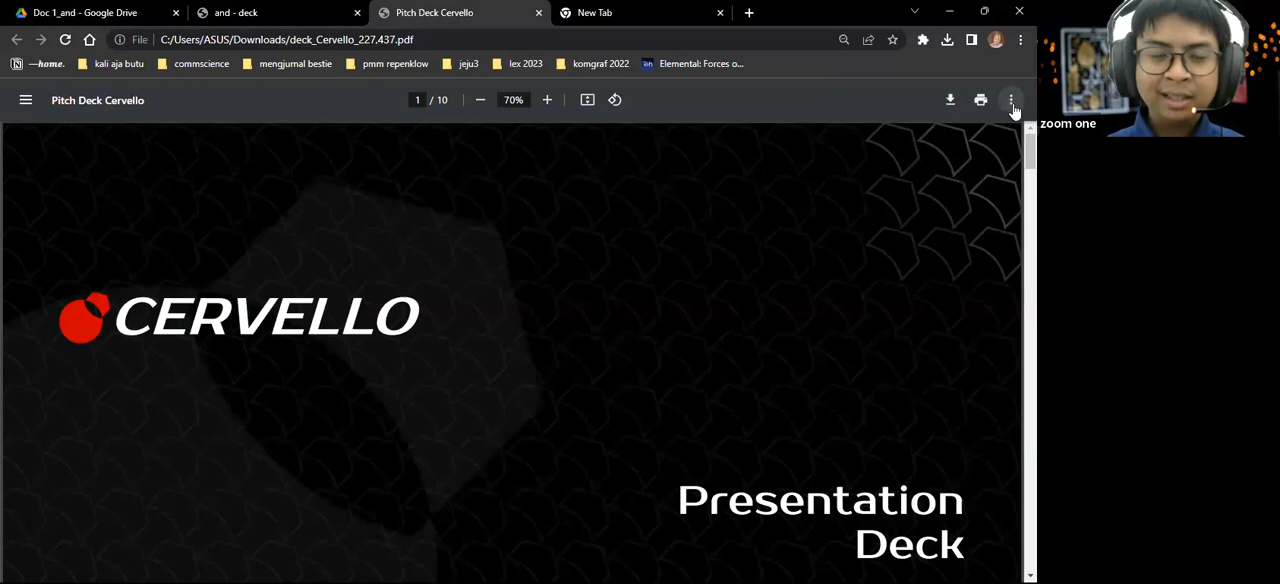 Doc 1_and - Google Drive
and - deck
Pitch Deck Cervello
New Tab
File
C:/Users/ASUS/Downloads/deck_Cervello_227,437.pdf
—home.
kali aja butu
commscience
mengjurnal bestie
pmm repenklow
jeju3
lex 2023
komgraf 2022
Elemental: Forces o...
Pitch Deck Cervello
1 / 10
70%
zoom one
CERVELLO
Presentation
Deck